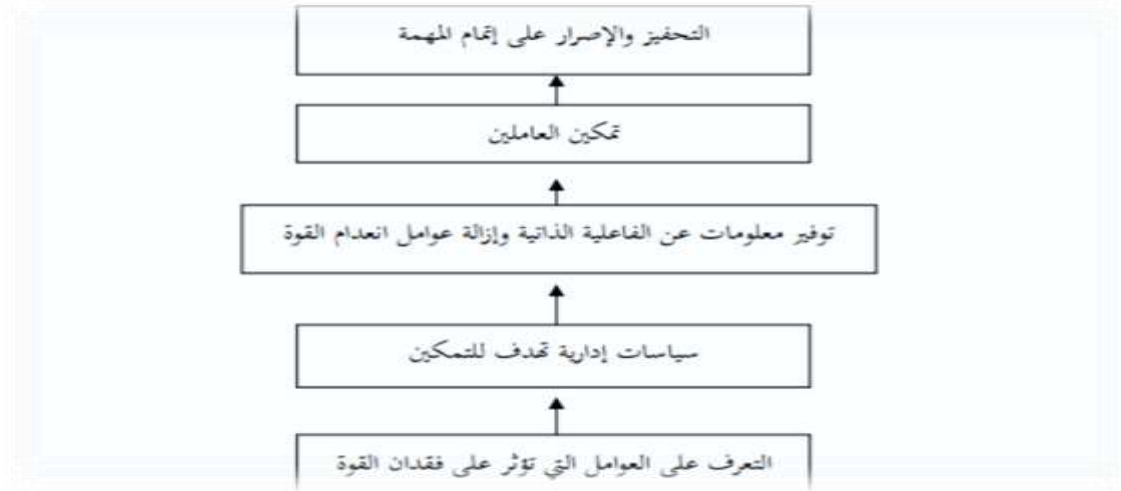 التحفيز والإصرار على إتمام المهمة
تمكين العاملين
توفير معلومات عن الفاعلية الذاتية وإزالة عوامل انعدام القوة
سياسات إدارية تهدف للتمكين
التعرف على العوامل التي تؤثر على فقدان القوة